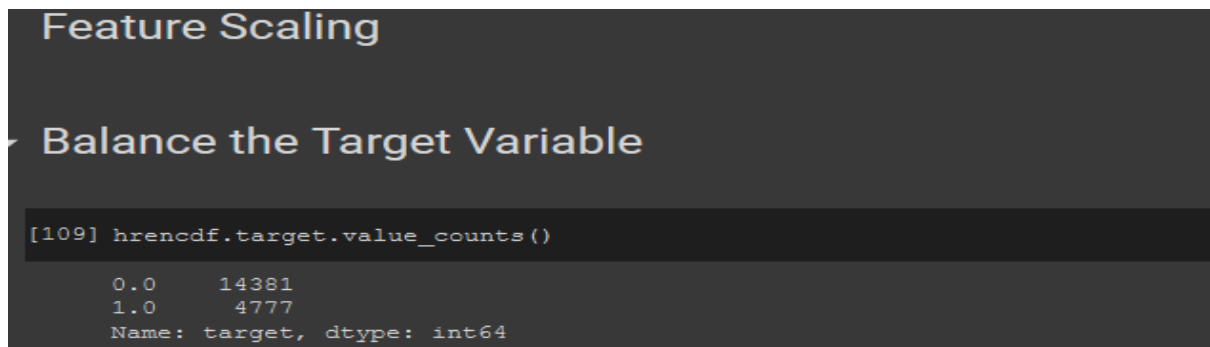 Feature Scaling
Balance the Target Variable
[109] hrencdf.target.value_counts()
0.0 14381
1.0 4777
Name: target, dtype: int64